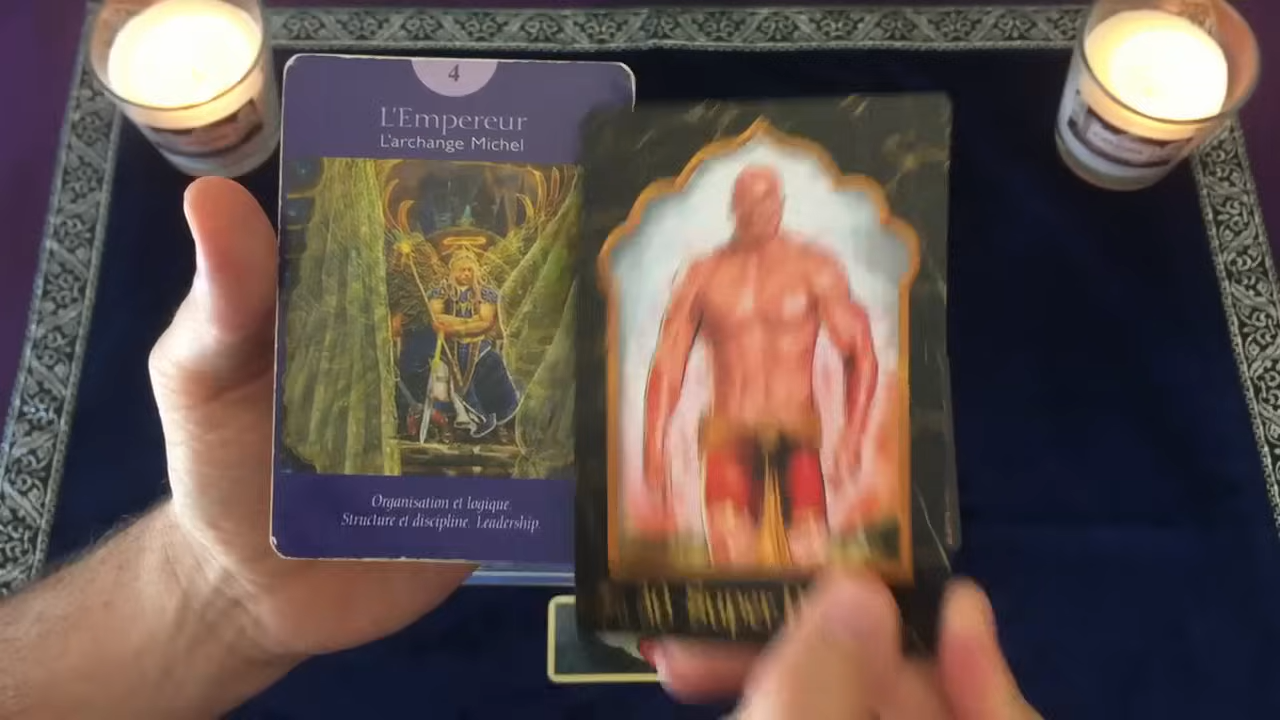 4
L'Empereur
L'archange Michel
Organisation et logique
Structure et discipline. Leadership